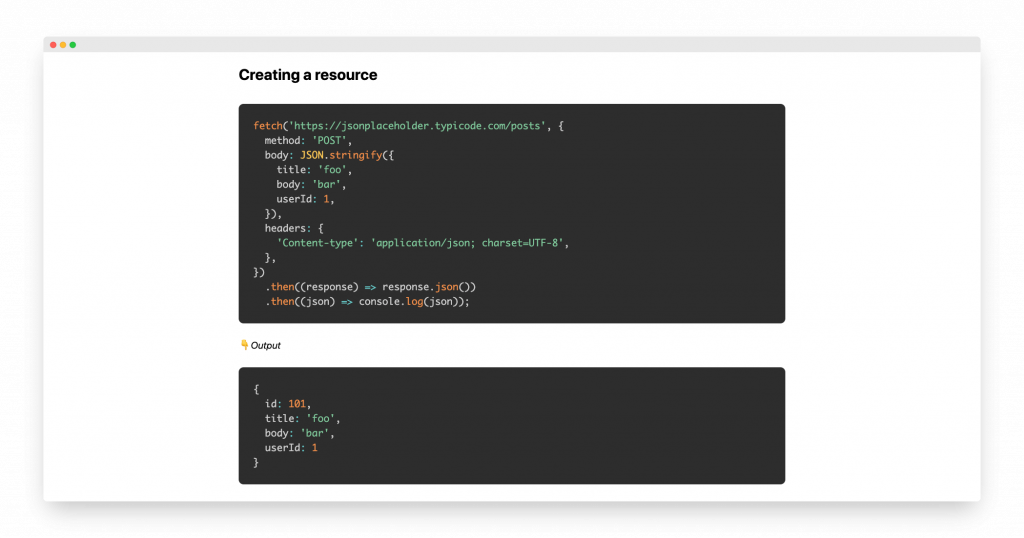 Creating a resource
fetch('https://jsonplaceholder.typicode.com/posts', {
  method: 'POST',
  body: JSON.stringify({
    title: 'foo',
    body: 'bar',
    userId: 1,
  }),
  headers: {
    'Content-type': 'application/json; charset=UTF-8',
  },
})
  .then((response) => response.json())
  .then((json) => console.log(json));
👇 Output
{
  id: 101,
  title: 'foo',
  body: 'bar',
  userId: 1
}